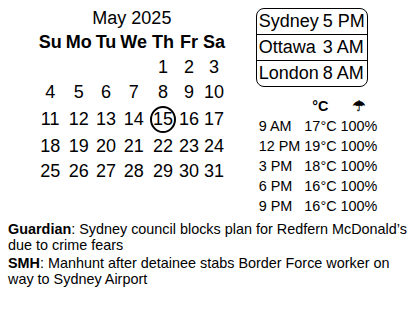 May 2025
Su Mo Tu We Th Fr Sa
1 2 3
4 5 6 7 8 9 10
11 12 13 14 15 16 17
18 19 20 21 22 23 24
25 26 27 28 29 30 31
Sydney 5 PM
Ottawa 3 AM
London 8 AM
°C ☂
9 AM 17°C 100%
12 PM 19°C 100%
3 PM 18°C 100%
6 PM 16°C 100%
9 PM 16°C 100%
Guardian: Sydney council blocks plan for Redfern McDonald’s
due to crime fears
SMH: Manhunt after detainee stabs Border Force worker on
way to Sydney Airport